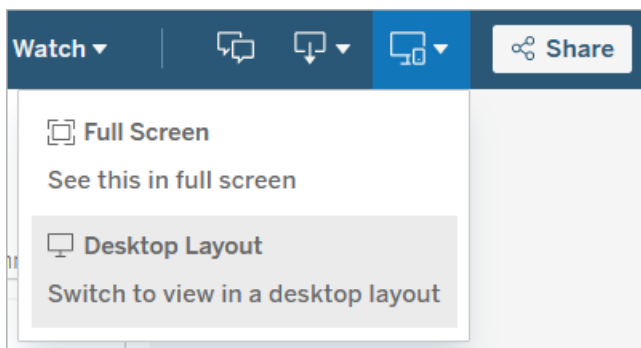 Watch
Share
Full Screen
See this in full screen
Desktop Layout
Switch to view in a desktop layout